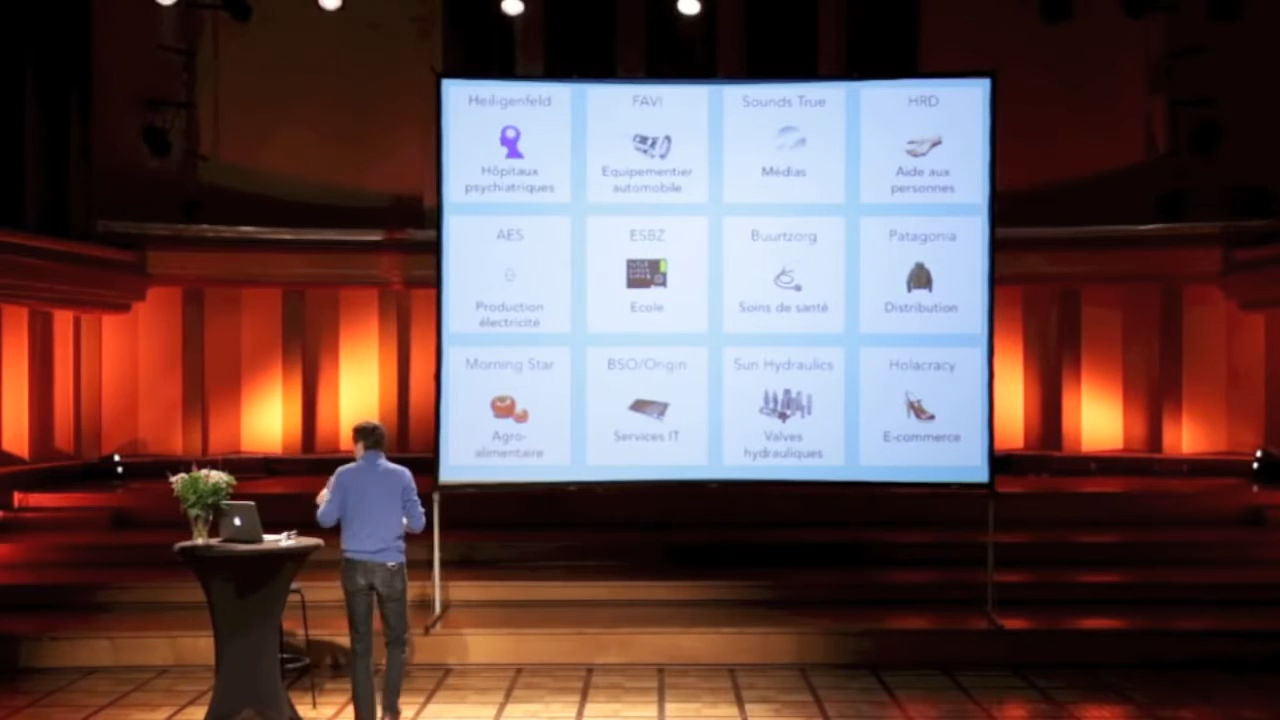 Heiligenfeld
FAVI
Sounds True
HRD
Hôpitaux
psychiatriques
Equipementier
automobile
Médias
Aide aux
personnes
AES
ESBZ
Buurtzorg
Patagonia
Production
électricité
Ecole
Soins de santé
Distribution
Morning Star
BSO/Origin
Sun Hydraulics
Holacracy
Agro-
alimentaire
Services IT
Valves
hydrauliques
E-commerce